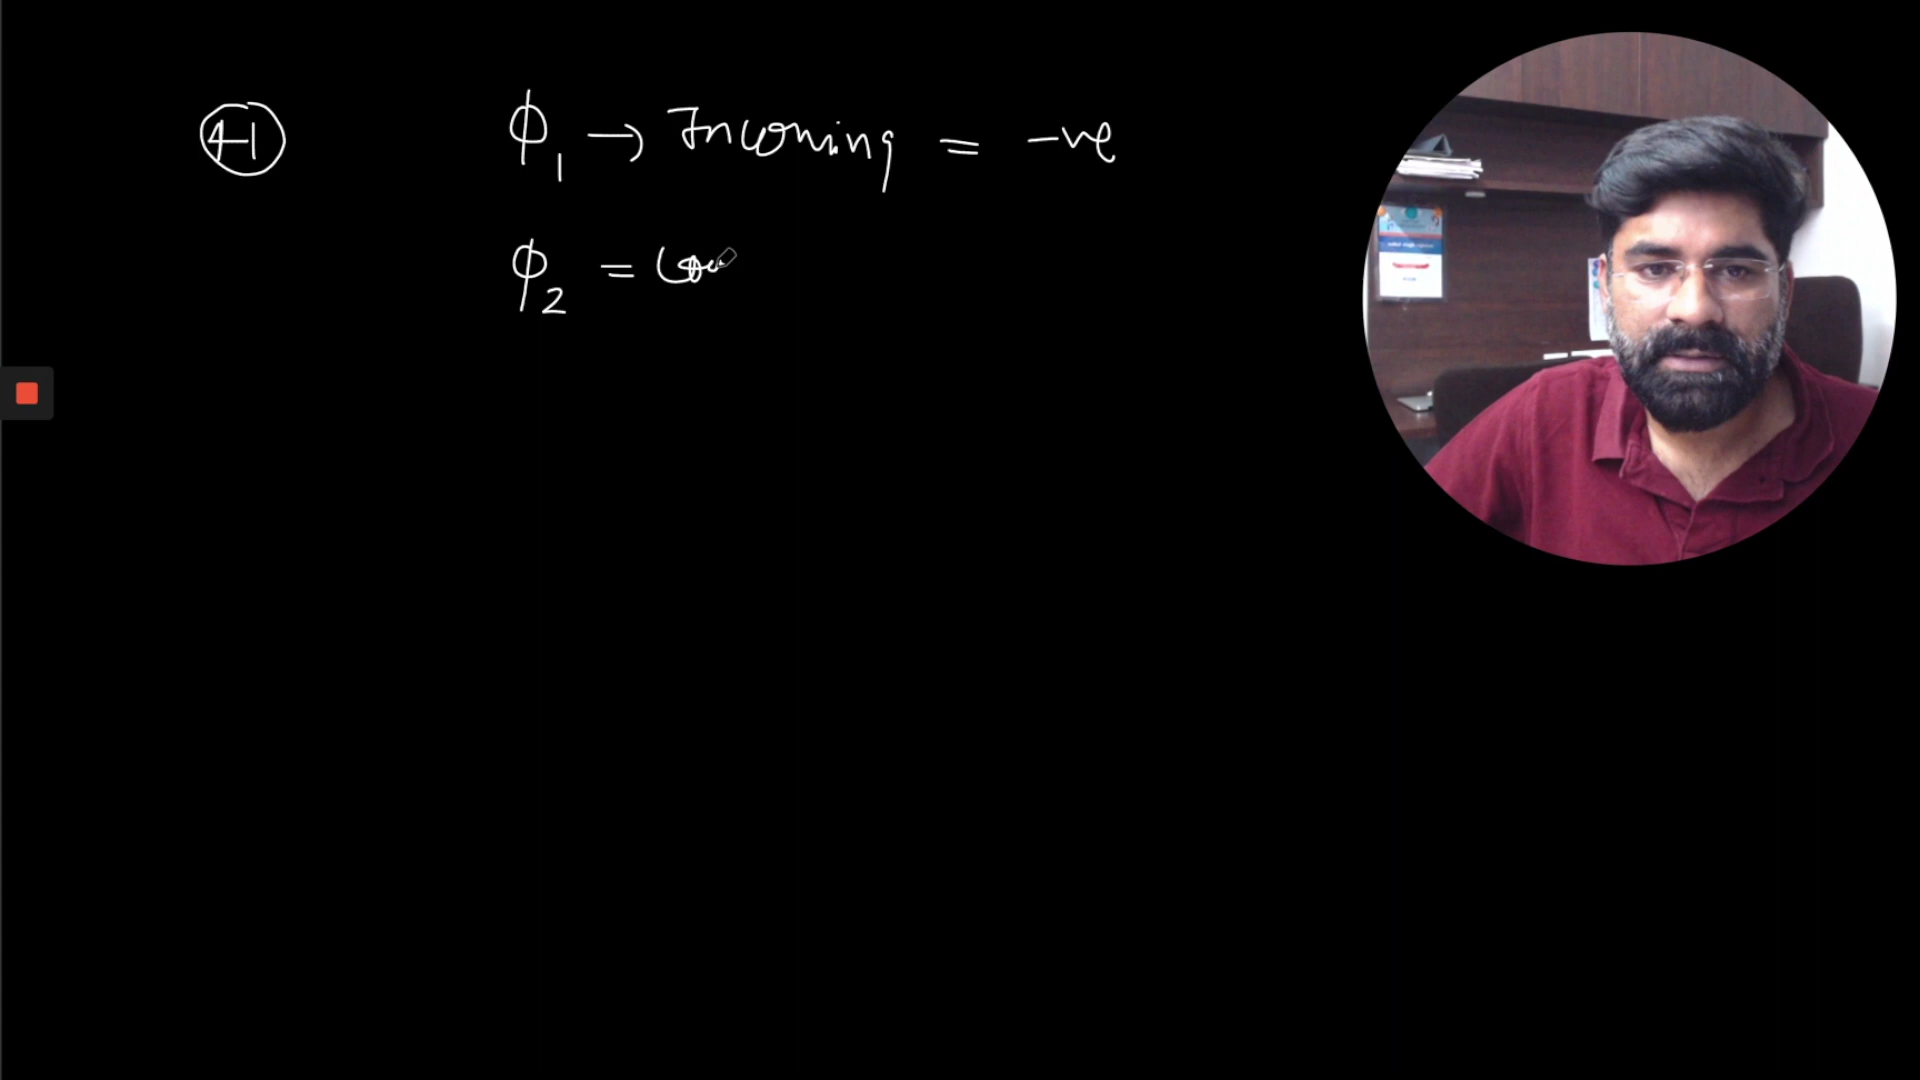 41 ϕ₁ → Incoming = -ve
ϕ₂ =